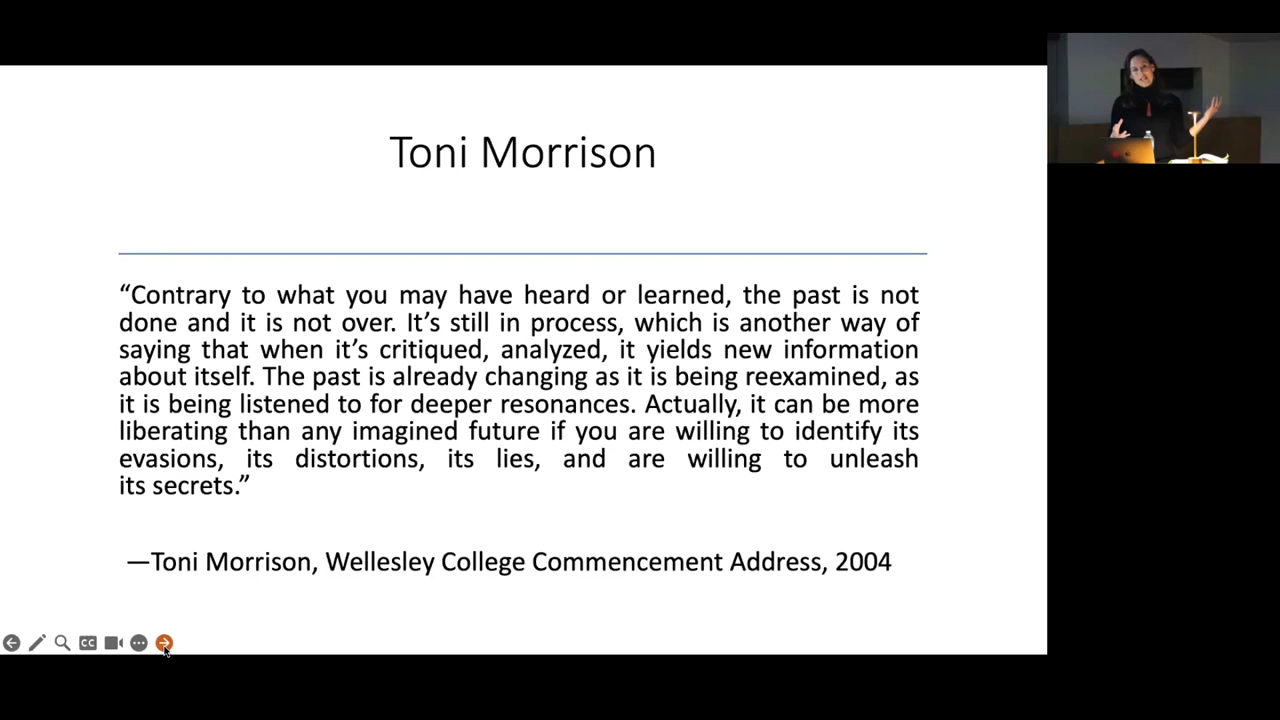 Toni Morrison
“Contrary to what you may have heard or learned, the past is not
done and it is not over. It’s still in process, which is another way of
saying that when it’s critiqued, analyzed, it yields new information
about itself. The past is already changing as it is being reexamined, as
it is being listened to for deeper resonances. Actually, it can be more
liberating than any imagined future if you are willing to identify its
evasions, its distortions, its lies, and are willing to unleash
its secrets.”
—Toni Morrison, Wellesley College Commencement Address, 2004
CC